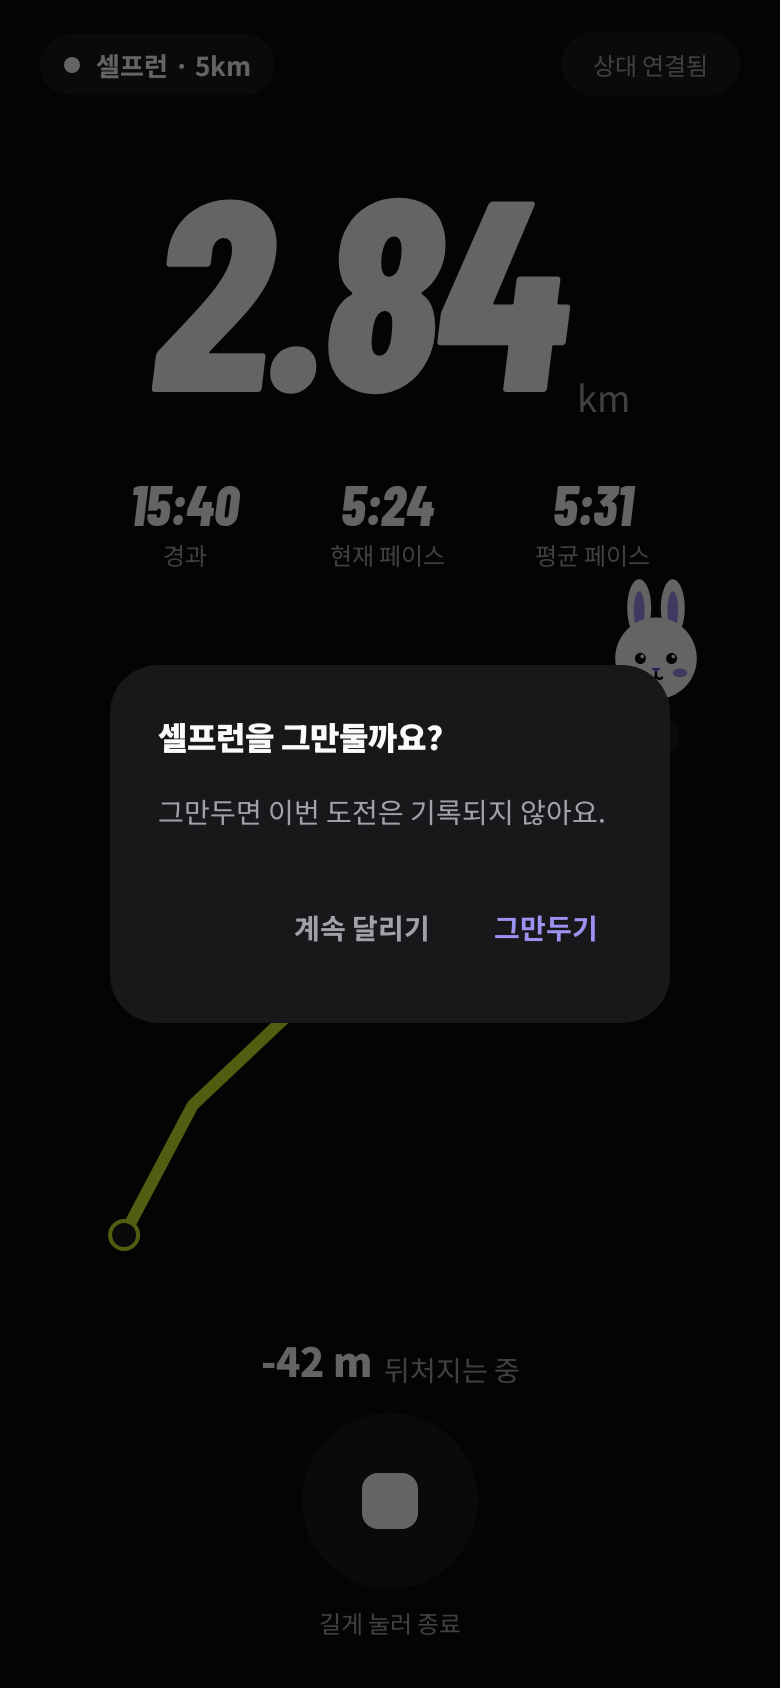 셀프런 · 5km
상대 연결됨
2.84 km
15:40 5:24 5:31
경과 현재 페이스 평균 페이스
셀프런을 그만둘까요?
그만두면 이번 도전은 기록되지 않아요.
계속 달리기 그만두기
-42 m 뒤처지는 중
길게 눌러 종료